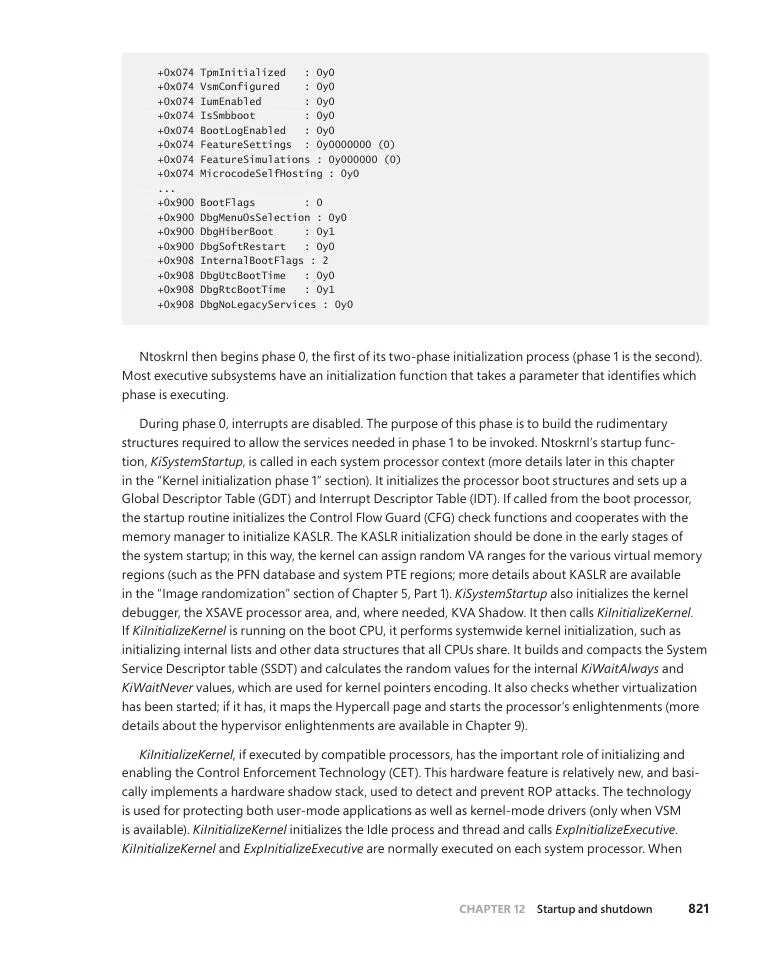 +0x074 TpmInitialized   : 0y0
+0x074 VsmConfigured    : 0y0
+0x074 IumEnabled       : 0y0
+0x074 IsSmbboot        : 0y0
+0x074 BootLogEnabled   : 0y0
+0x074 FeatureSettings  : 0y0000000 (0)
+0x074 FeatureSimulations : 0y000000 (0)
+0x074 MicrocodeSelfHosting : 0y0
...
+0x900 BootFlags        : 0
+0x900 DbgMenuOsSelection : 0y0
+0x900 DbgHiberBoot     : 0y1
+0x900 DbgSoftRestart   : 0y0
+0x908 InternalBootFlags : 2
+0x908 DbgUtcBootTime   : 0y0
+0x908 DbgRtcBootTime   : 0y1
+0x908 DbgNoLegacyServices : 0y0
Ntoskrnl then begins phase 0, the first of its two-phase initialization process (phase 1 is the second).
Most executive subsystems have an initialization function that takes a parameter that identifies which
phase is executing.
During phase 0, interrupts are disabled. The purpose of this phase is to build the rudimentary
structures required to allow the services needed in phase 1 to be invoked. Ntoskrnl's startup func-
tion, KiSystemStartup, is called in each system processor context (more details later in this chapter
in the "Kernel initialization phase 1" section). It initializes the processor boot structures and sets up a
Global Descriptor Table (GDT) and Interrupt Descriptor Table (IDT). If called from the boot processor,
the startup routine initializes the Control Flow Guard (CFG) check functions and cooperates with the
memory manager to initialize KASLR. The KASLR initialization should be done in the early stages of
the system startup; in this way, the kernel can assign random VA ranges for the various virtual memory
regions (such as the PFN database and system PTE regions; more details about KASLR are available
in the "Image randomization" section of Chapter 5, Part 1). KiSystemStartup also initializes the kernel
debugger, the XSAVE processor area, and, where needed, KVA Shadow. It then calls KiInitializeKernel.
If KiInitializeKernel is running on the boot CPU, it performs systemwide kernel initialization, such as
initializing internal lists and other data structures that all CPUs share. It builds and compacts the System
Service Descriptor table (SSDT) and calculates the random values for the internal KiWaitAlways and
KiWaitNever values, which are used for kernel pointers encoding. It also checks whether virtualization
has been started; if it has, it maps the Hypercall page and starts the processor's enlightenments (more
details about the hypervisor enlightenments are available in Chapter 9).
KiInitializeKernel, if executed by compatible processors, has the important role of initializing and
enabling the Control Enforcement Technology (CET). This hardware feature is relatively new, and basi-
cally implements a hardware shadow stack, used to detect and prevent ROP attacks. The technology
is used for protecting both user-mode applications as well as kernel-mode drivers (only when VSM
is available). KiInitializeKernel initializes the Idle process and thread and calls ExpInitializeExecutive.
KiInitializeKernel and ExpInitializeExecutive are normally executed on each system processor. When
CHAPTER 12 Startup and shutdown 821